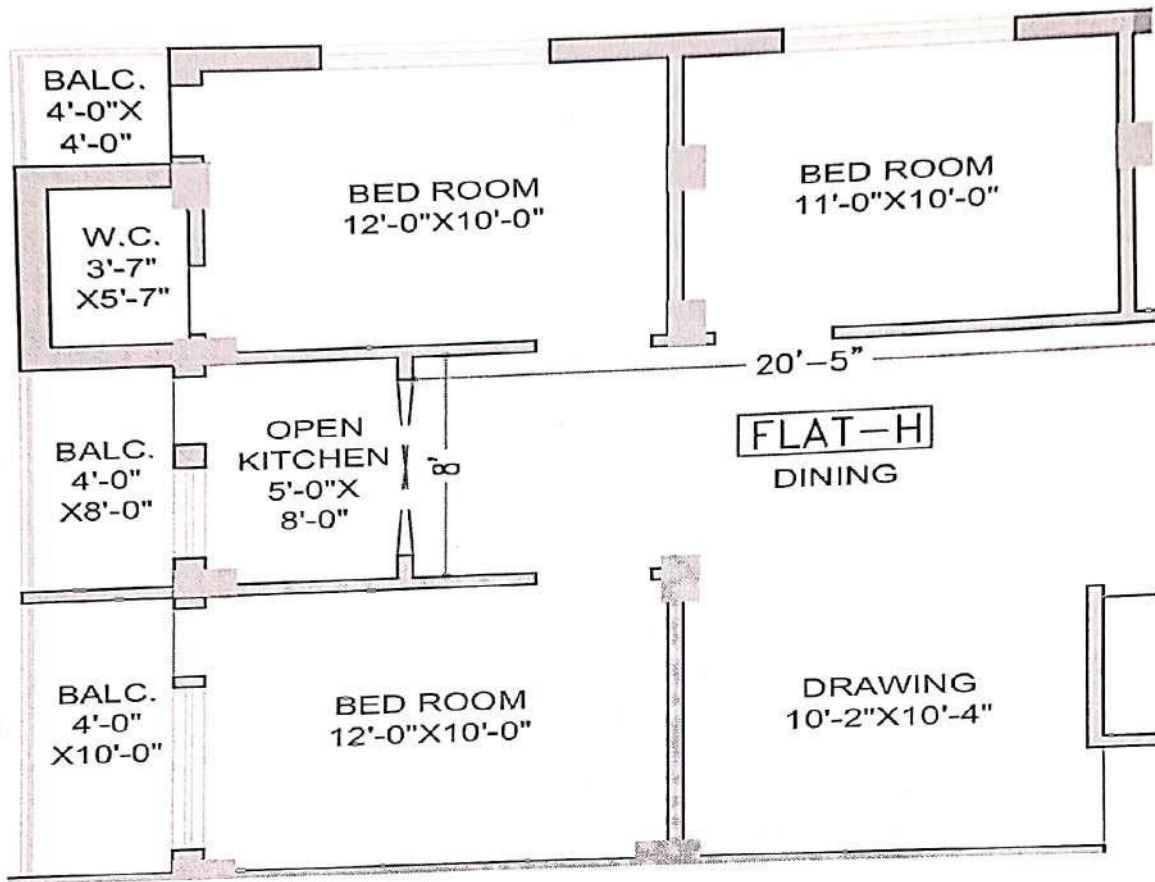 BALC.
4'-0"X
4'-0"
BED ROOM
12'-0"X10'-0"
BED ROOM
11'-0"X10'-0"
W.C.
3'-7"
X5'-7"
20'-5"
FLAT-H
DINING
OPEN
KITCHEN
5'-0"X
8'-0"
8'
BALC.
4'-0"
X8'-0"
BALC.
4'-0"
X10'-0"
BED ROOM
12'-0"X10'-0"
DRAWING
10'-2"X10'-4"